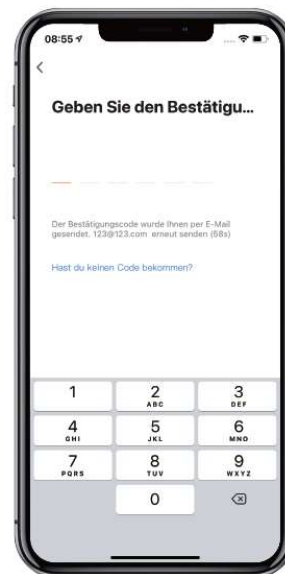 08:55
Geben Sie den Bestätigu...
Der Bestätigungscode wurde Ihnen per E-Mail
gesendet. 123@123.com erneut senden (58s)
Hast du keinen Code bekommen?
1 2 3
ABC DEF
4 5 6
GHI JKL MNO
7 8 9
PQRS TUV WXYZ
0